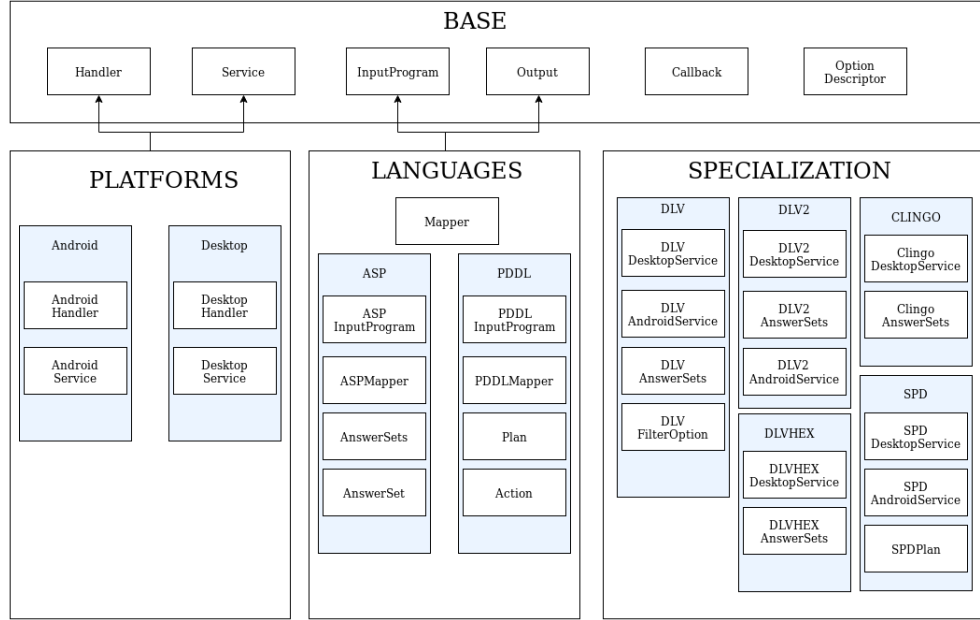 BASE
Handler
Service
InputProgram
Output
Callback
Option
Descriptor
PLATFORMS
Android
Android
Handler
Android
Service
Desktop
Desktop
Handler
Desktop
Service
LANGUAGES
Mapper
ASP
ASP
InputProgram
ASPMapper
AnswerSets
AnswerSet
PDDL
PDDL
InputProgram
PDDLMapper
Plan
Action
SPECIALIZATION
DLV
DLV
DesktopService
DLV
AndroidService
DLV
AnswerSets
DLV
FilterOption
DLV2
DLV2
DesktopService
DLV2
AnswerSets
DLV2
AndroidService
DLVHEX
DLVHEX
DesktopService
DLVHEX
AnswerSets
CLINGO
Clingo
DesktopService
Clingo
AnswerSets
SPD
SPD
DesktopService
SPD
AndroidService
SPDPlan